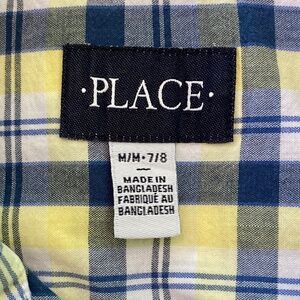 ·PLACE·
M/M·7/8
MADE IN
BANGLADESH
FABRIQUÉ AU
BANGLADESH